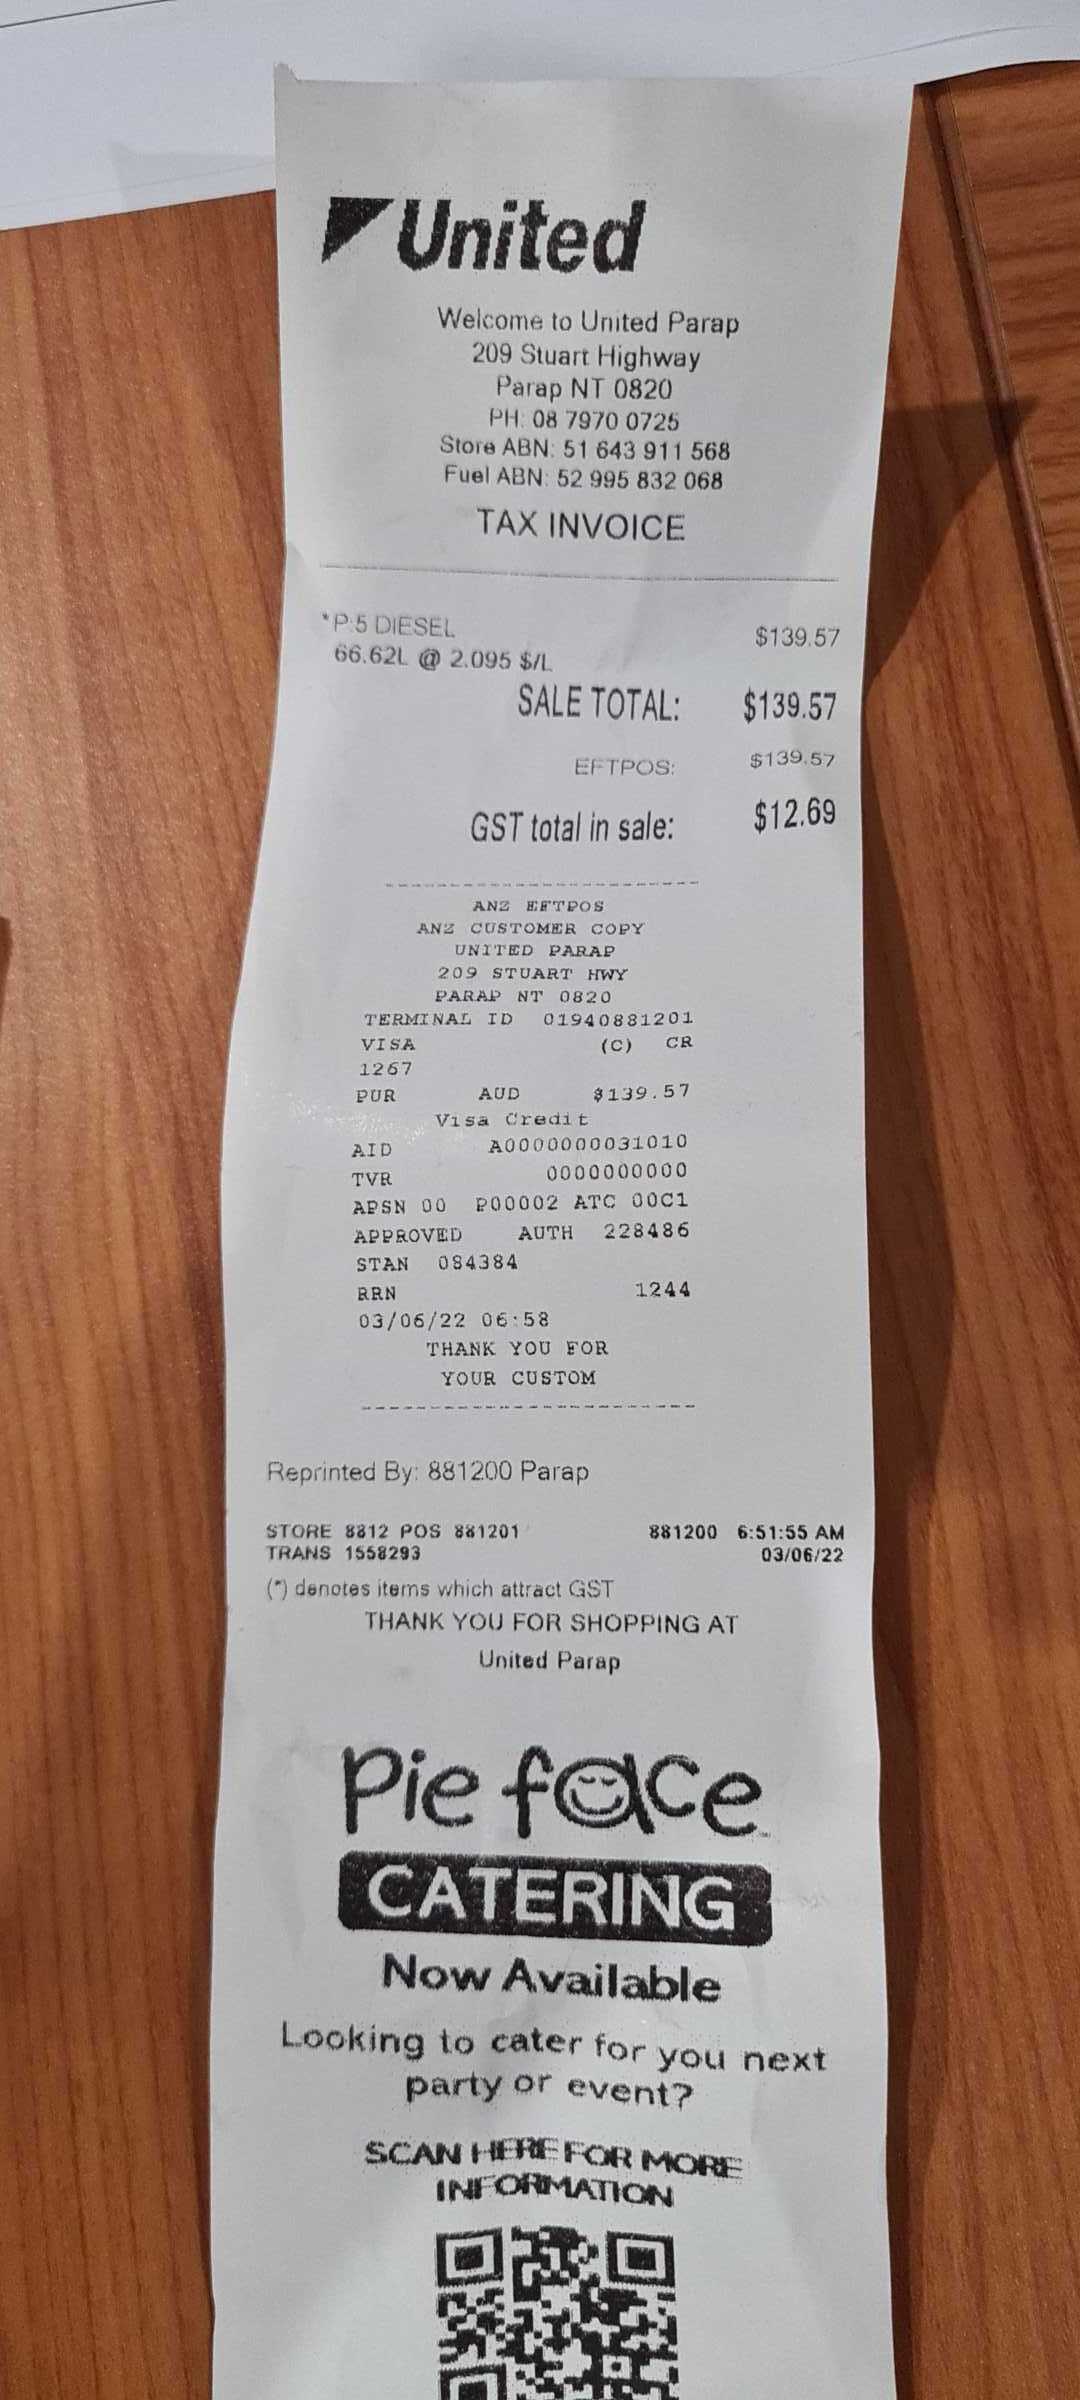 United
Welcome to United Parap
209 Stuart Highway
Parap NT 0820
PH: 08 7970 0725
Store ABN: 51 643 911 568
Fuel ABN: 52 995 832 068
TAX INVOICE
*P:5 DIESEL $139.57
66.62L @ 2.095 $/L
SALE TOTAL: $139.57
EFTPOS: $139.57
GST total in sale: $12.69
------------------------
ANZ EFTPOS
ANZ CUSTOMER COPY
UNITED PARAP
209 STUART HWY
PARAP NT 0820
TERMINAL ID 01940881201
VISA (C) CR
1267
PUR AUD $139.57
Visa Credit
AID A0000000031010
TVR 0000000000
APSN 00 P00002 ATC 00C1
APPROVED AUTH 228486
STAN 084384
RRN 1244
03/06/22 06:58
THANK YOU FOR
YOUR CUSTOM
------------------------
Reprinted By: 881200 Parap
STORE 8812 POS 881201 881200 6:51:55 AM
TRANS 1558293 03/06/22
(*) denotes items which attract GST
THANK YOU FOR SHOPPING AT
United Parap
Pie face
CATERING
Now Available
Looking to cater for you next
party or event?
SCAN HERE FOR MORE
INFORMATION